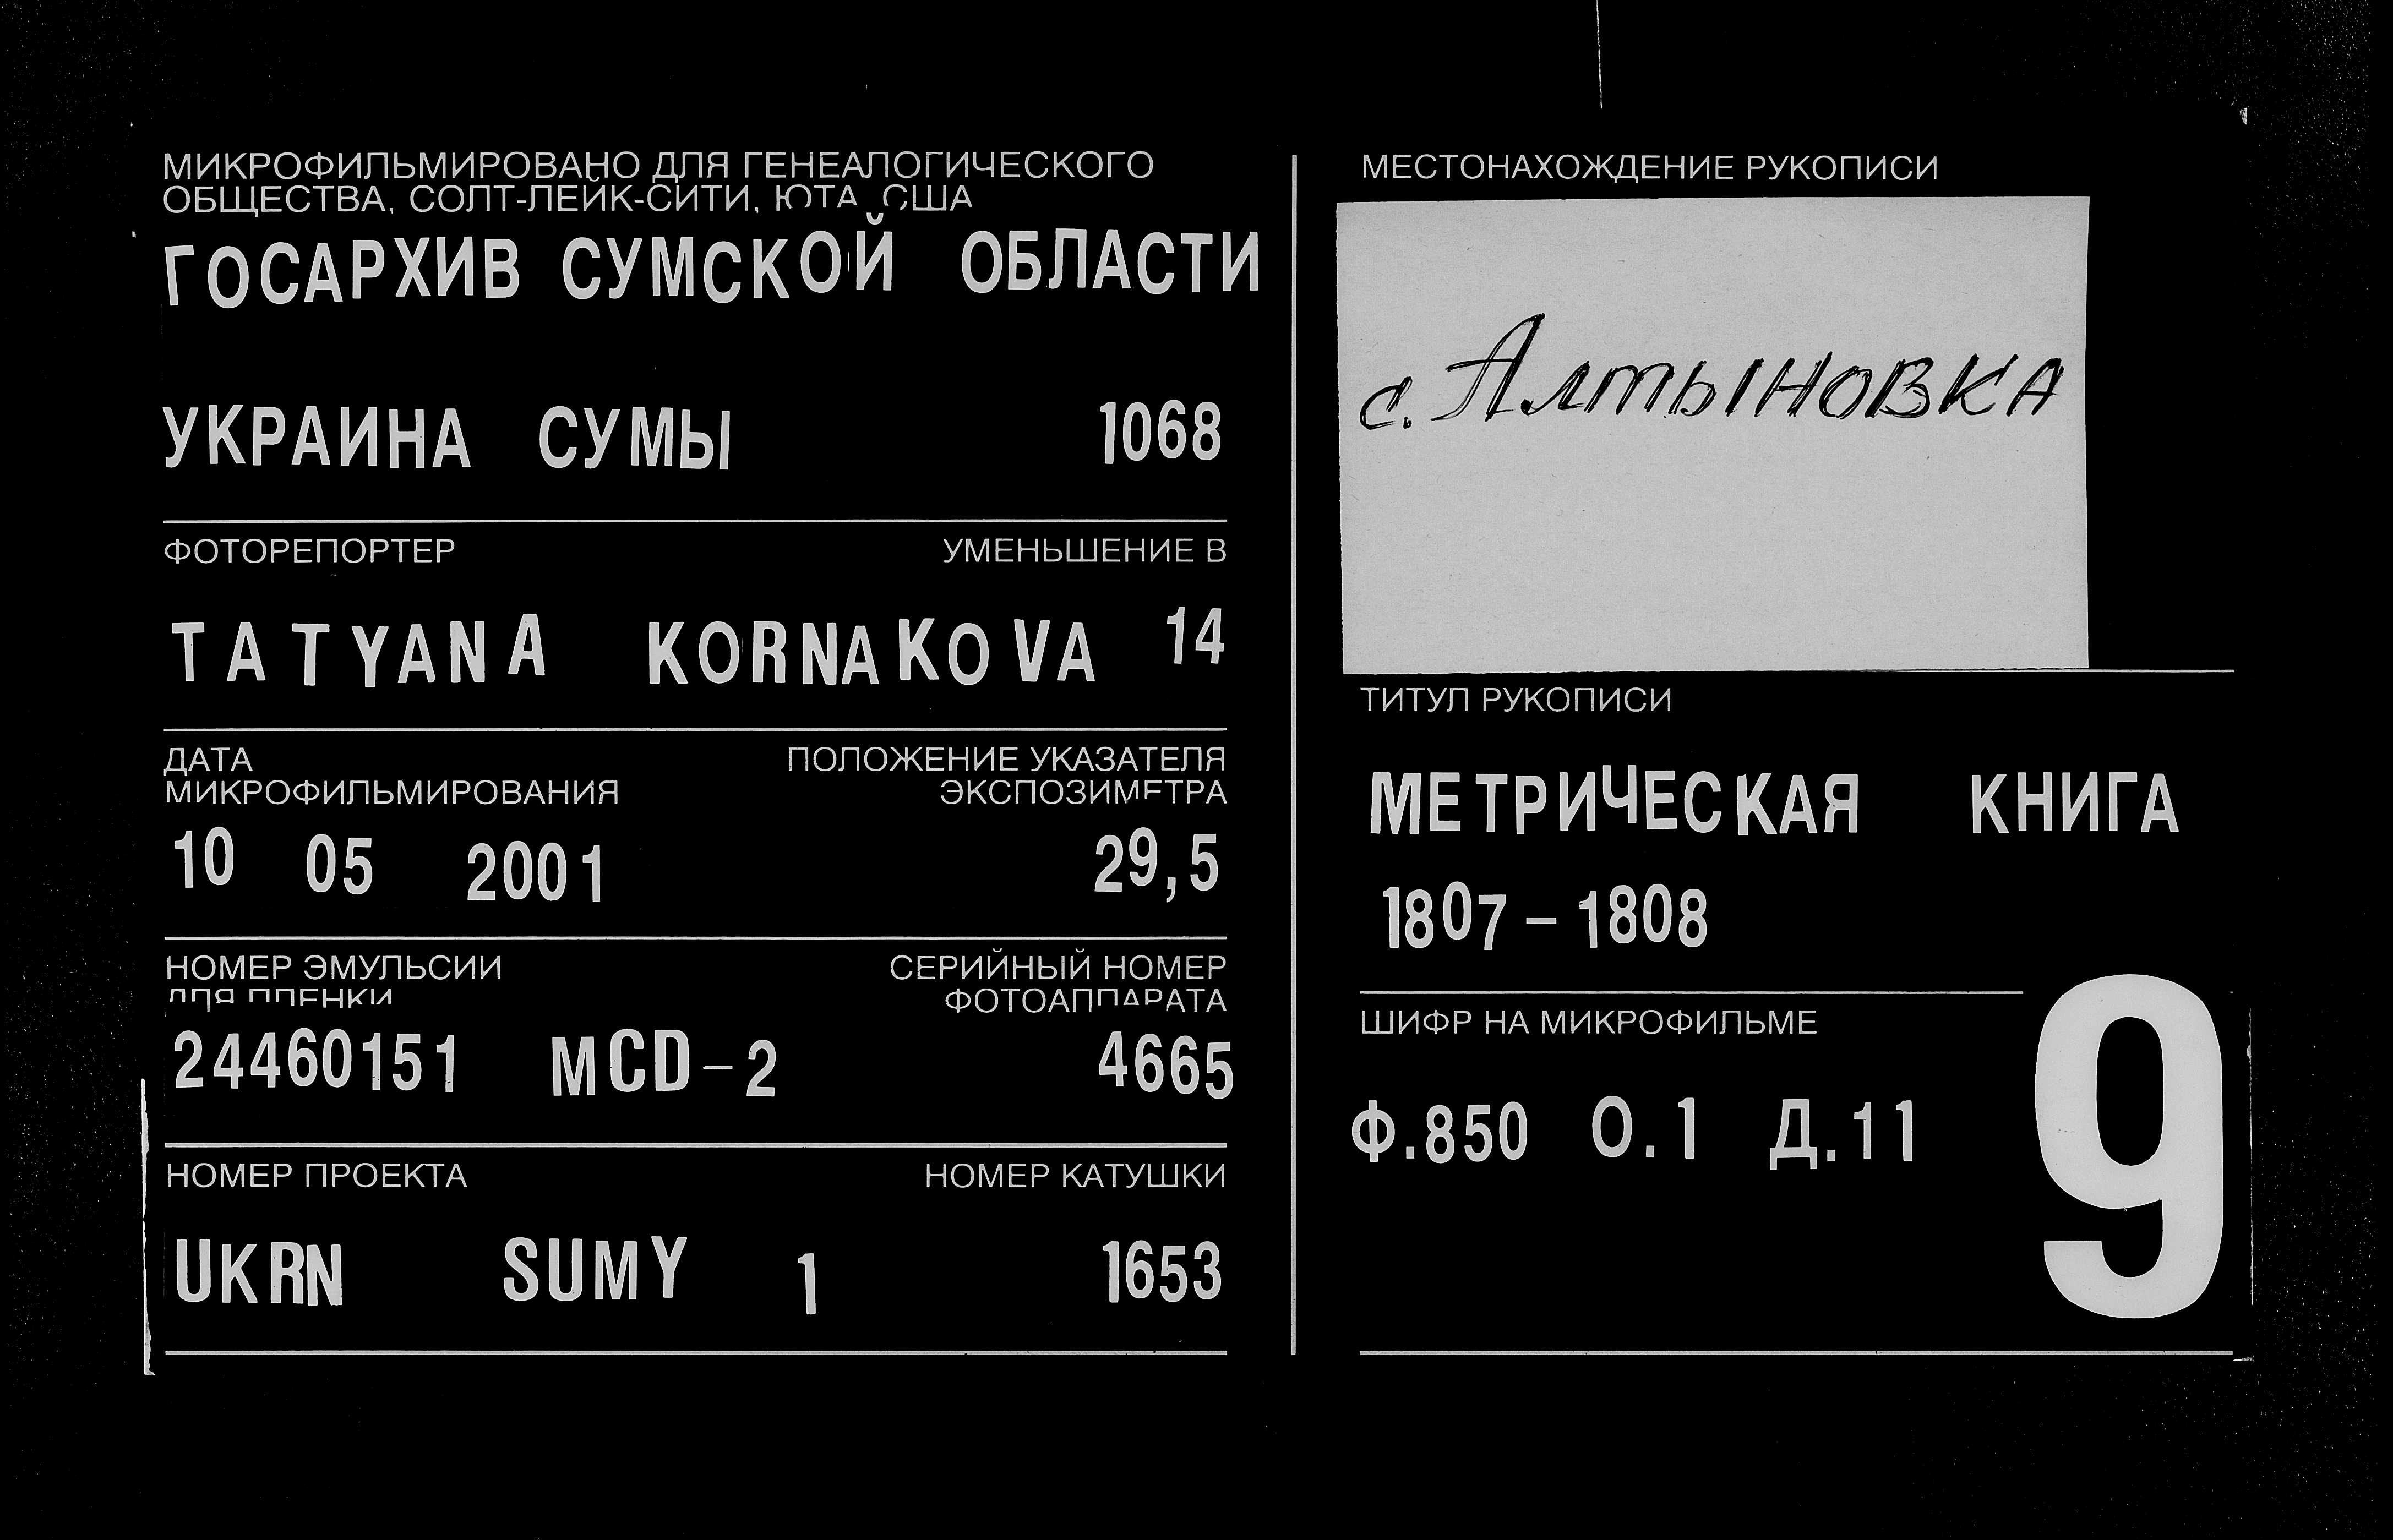 МИКРОФИЛЬМИРОВАНО ДЛЯ ГЕНЕАЛОГИЧЕСКОГО
ОБЩЕСТВА, СОЛТ-ЛЕЙК-СИТИ, ЮТА, США
ГОСАРХИВ СУМСКОЙ ОБЛАСТИ
УКРАИНА СУМЫ 1068
ФОТОРЕПОРТЕР УМЕНЬШЕНИЕ В
TATYANA KORNAKOVA 14
ДАТА ПОЛОЖЕНИЕ УКАЗАТЕЛЯ
МИКРОФИЛЬМИРОВАНИЯ ЭКСПОЗИМЕТРА
10 05 2001 29,5
НОМЕР ЭМУЛЬСИИ СЕРИЙНЫЙ НОМЕР
ДЛЯ ПЛЕНКИ ФОТОАППАРАТА
24460151 MCD-2 4665
НОМЕР ПРОЕКТА НОМЕР КАТУШКИ
UKRN SUMY 1 1653
МЕСТОНАХОЖДЕНИЕ РУКОПИСИ
с. Алтыновка
ТИТУЛ РУКОПИСИ
МЕТРИЧЕСКАЯ КНИГА
1807-1808
ШИФР НА МИКРОФИЛЬМЕ
Ф.850 О.1 Д.11
9